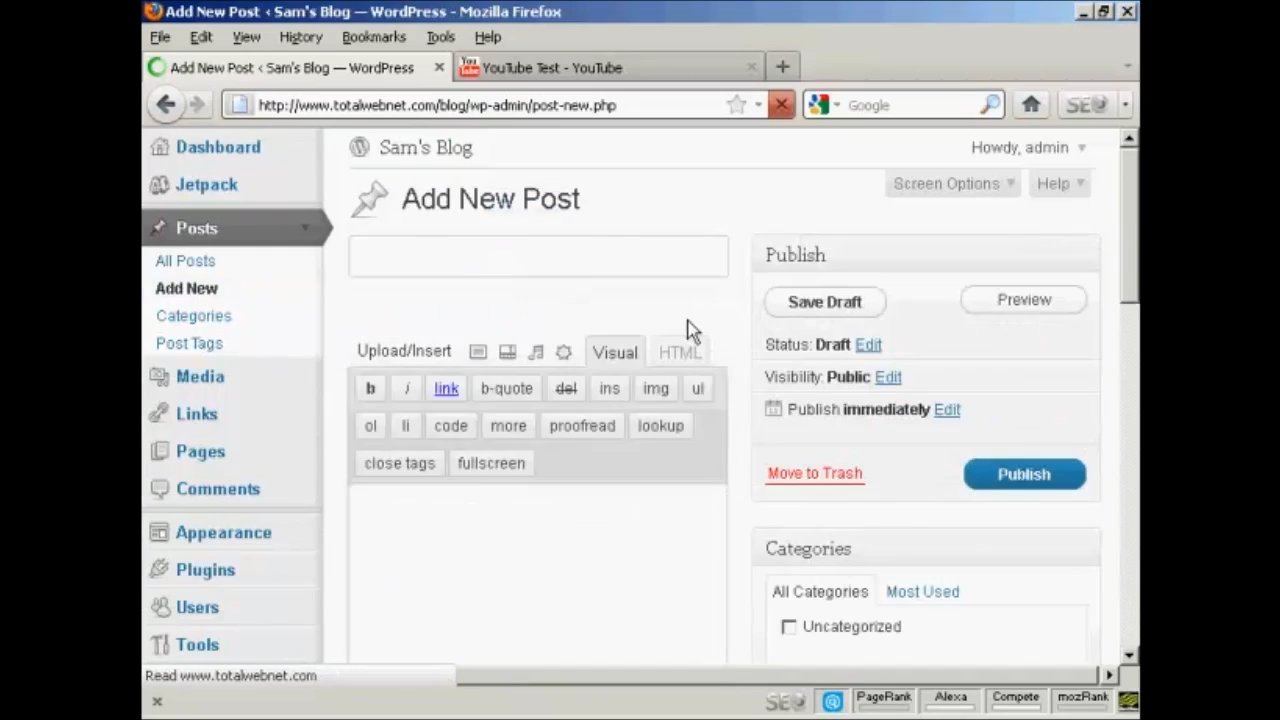 Add New Post ‹ Sam's Blog — WordPress - Mozilla Firefox
File Edit View History Bookmarks Tools Help
Add New Post ‹ Sam's Blog — WordPress
You Tube YouTube Test - YouTube
http://www.totalwebnet.com/blog/wp-admin/post-new.php
Google
SEO
Dashboard
Jetpack
Posts
All Posts
Add New
Categories
Post Tags
Media
Links
Pages
Comments
Appearance
Plugins
Users
Tools
Sam's Blog
Howdy, admin
Screen Options Help
Add New Post
Upload/Insert Visual HTML
b i link b-quote del ins img ul
ol li code more proofread lookup
close tags fullscreen
Publish
Save Draft Preview
Status: Draft Edit
Visibility: Public Edit
Publish immediately Edit
Move to Trash Publish
Categories
All Categories Most Used
Uncategorized
Read www.totalwebnet.com
SEO PageRank Alexa Compete mozRank